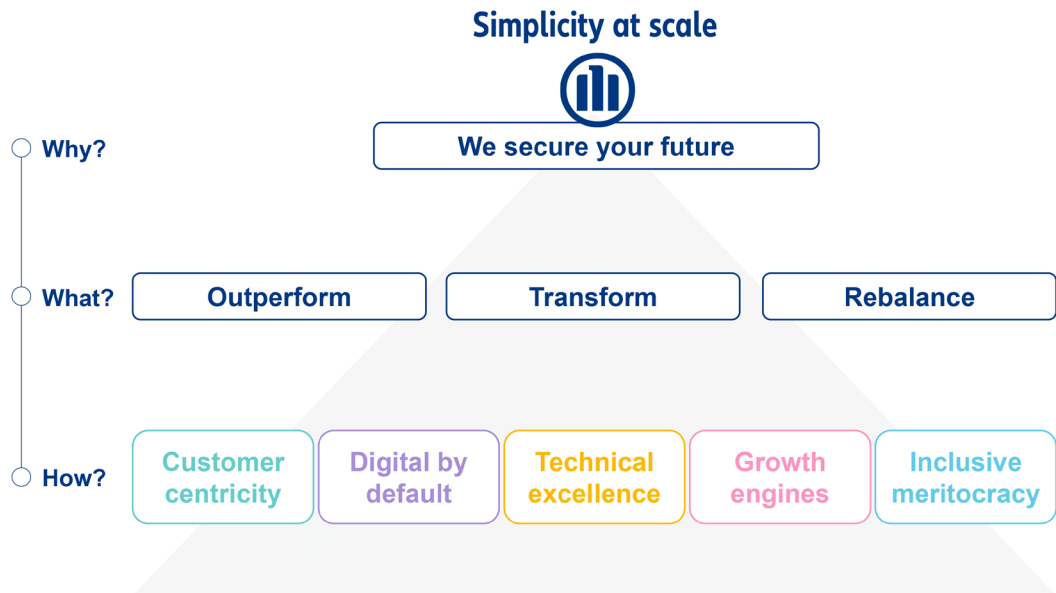 Simplicity at scale
Why?
We secure your future
What?
Outperform
Transform
Rebalance
How?
Customer
centricity
Digital by
default
Technical
excellence
Growth
engines
Inclusive
meritocracy